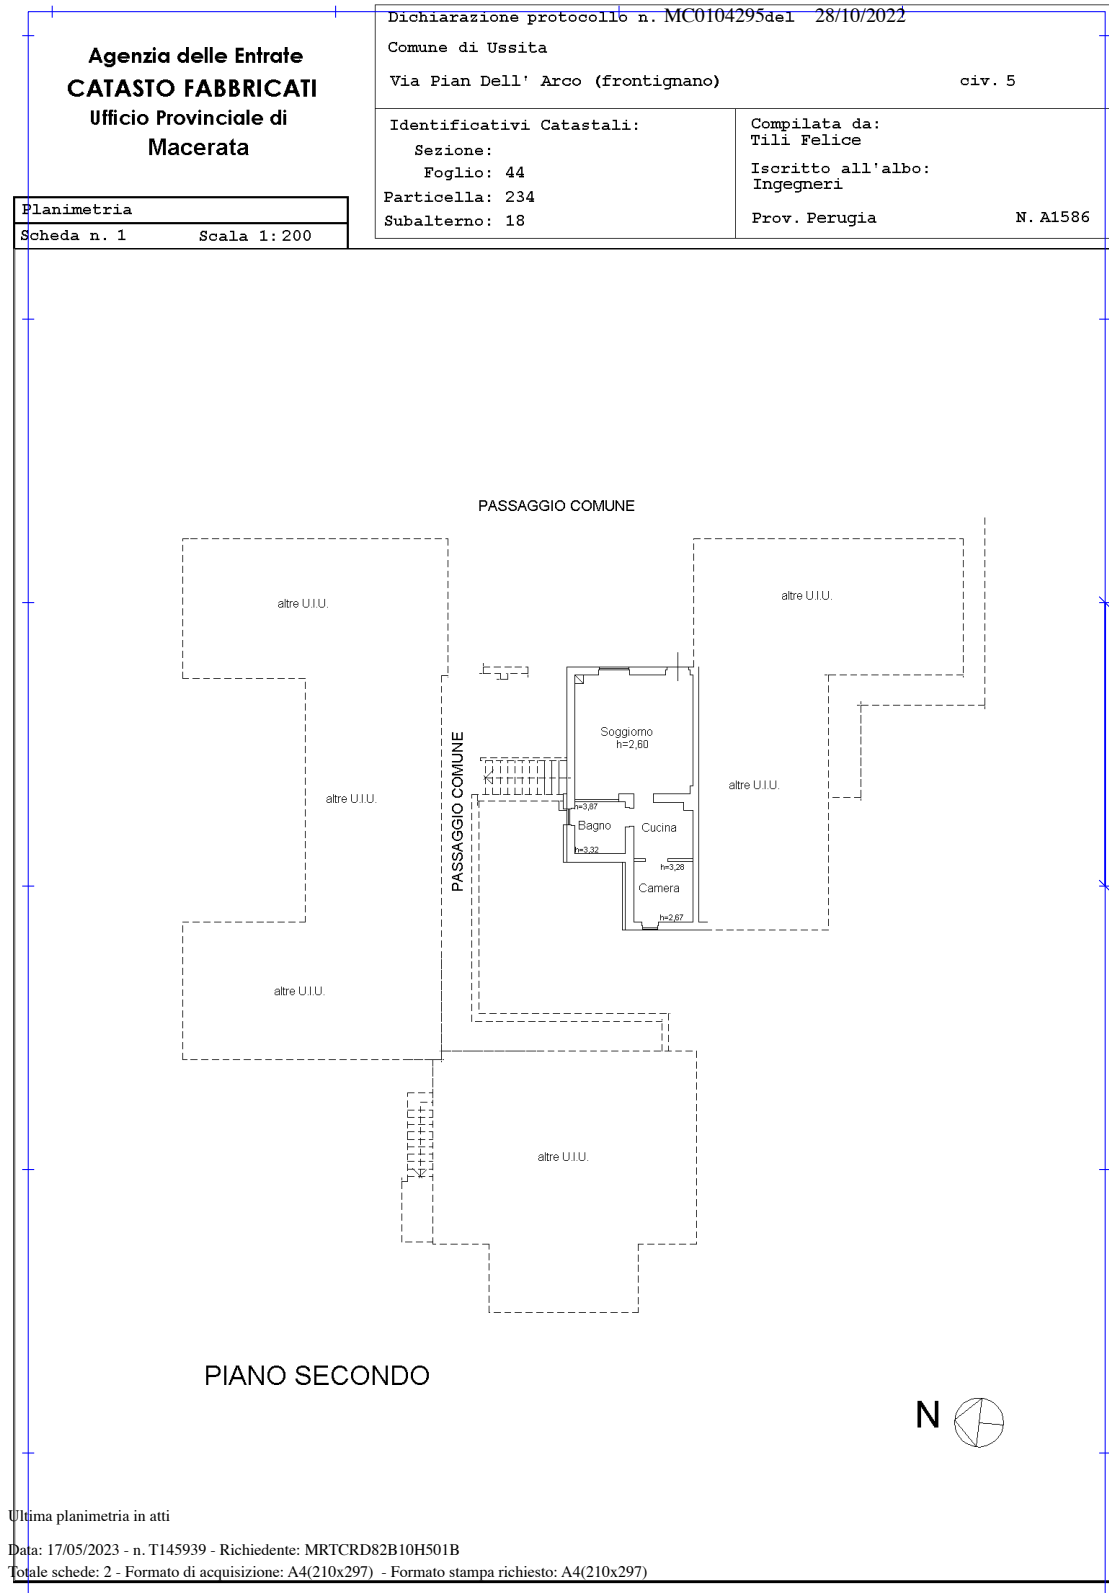 Agenzia delle Entrate
CATASTO FABBRICATI
Ufficio Provinciale di
Macerata
Dichiarazione protocollo n. MC0104295del 28/10/2022
Comune di Ussita
Via Pian Dell' Arco (frontignano) civ. 5
Identificativi Catastali:
Sezione:
Foglio: 44
Particella: 234
Subalterno: 18
Compilata da:
Tili Felice
Iscritto all'albo:
Ingegneri
Prov. Perugia N. A1586
Planimetria
Scheda n. 1 Scala 1:200
PASSAGGIO COMUNE
altre U.I.U.
altre U.I.U.
Soggiorno
h=2,60
PASSAGGIO COMUNE
altre U.I.U.
altre U.I.U.
h=3,87
Bagno
Cucina
h=3,32
h=3,28
Camera
h=2,67
altre U.I.U.
altre U.I.U.
PIANO SECONDO
N
Ultima planimetria in atti
Data: 17/05/2023 - n. T145939 - Richiedente: MRTCRD82B10H501B
Totale schede: 2 - Formato di acquisizione: A4(210x297) - Formato stampa richiesto: A4(210x297)